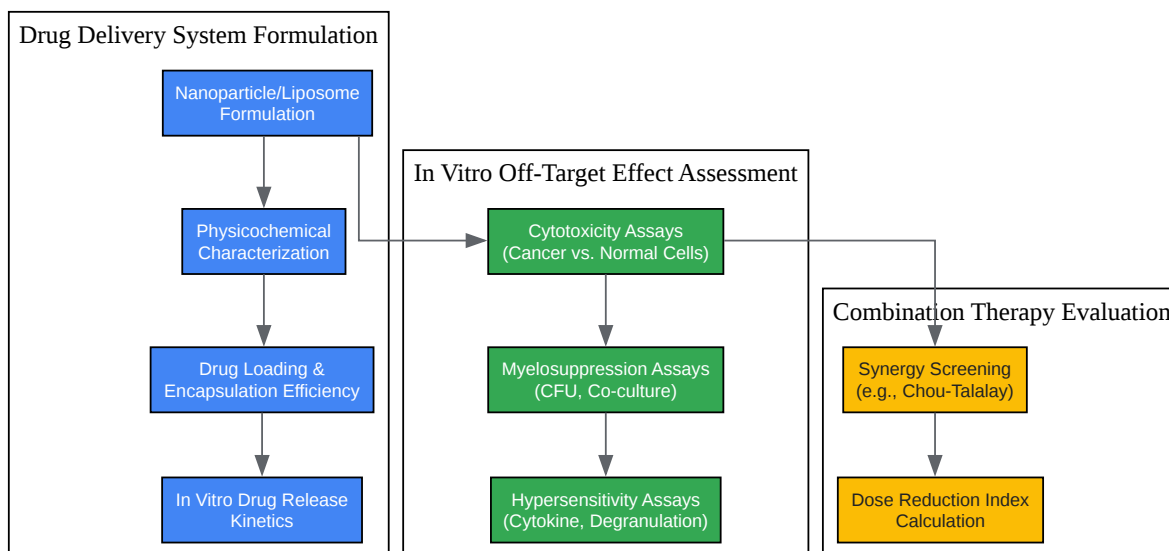 Drug Delivery System Formulation
Nanoparticle/Liposome
Formulation
Physicochemical
Characterization
Drug Loading &
Encapsulation Efficiency
In Vitro Drug Release
Kinetics
In Vitro Off-Target Effect Assessment
Cytotoxicity Assays
(Cancer vs. Normal Cells)
Myelosuppression Assays
(CFU, Co-culture)
Hypersensitivity Assays
(Cytokine, Degranulation)
Combination Therapy Evaluation
Synergy Screening
(e.g., Chou-Talalay)
Dose Reduction Index
Calculation